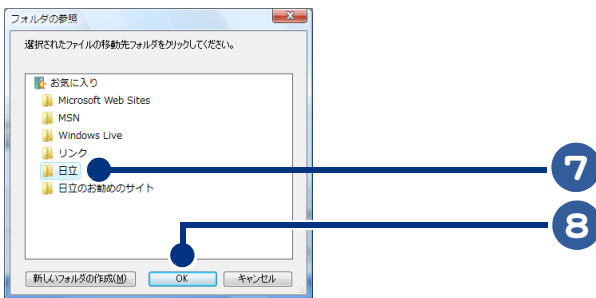 フォルダの参照
選択されたファイルの移動先フォルダをクリックしてください。
お気に入り
Microsoft Web Sites
MSN
Windows Live
リンク
日立
7
日立のお勧めのサイト
8
新しいフォルダの作成(M) OK キャンセル